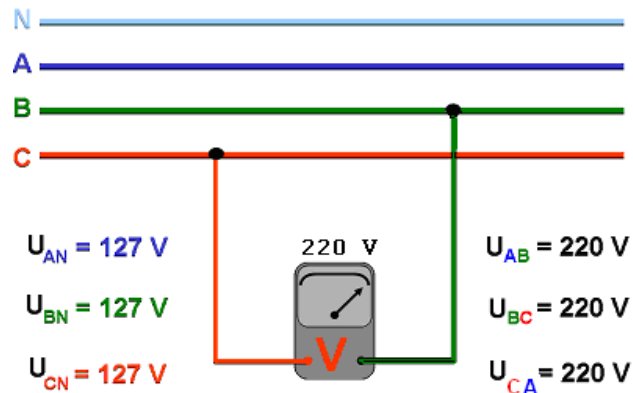 N
A
B
C
220 V
U_AN = 127 V
U_AB = 220 V
U_BN = 127 V
U_BC = 220 V
V
U_CN = 127 V
U_CA = 220 V